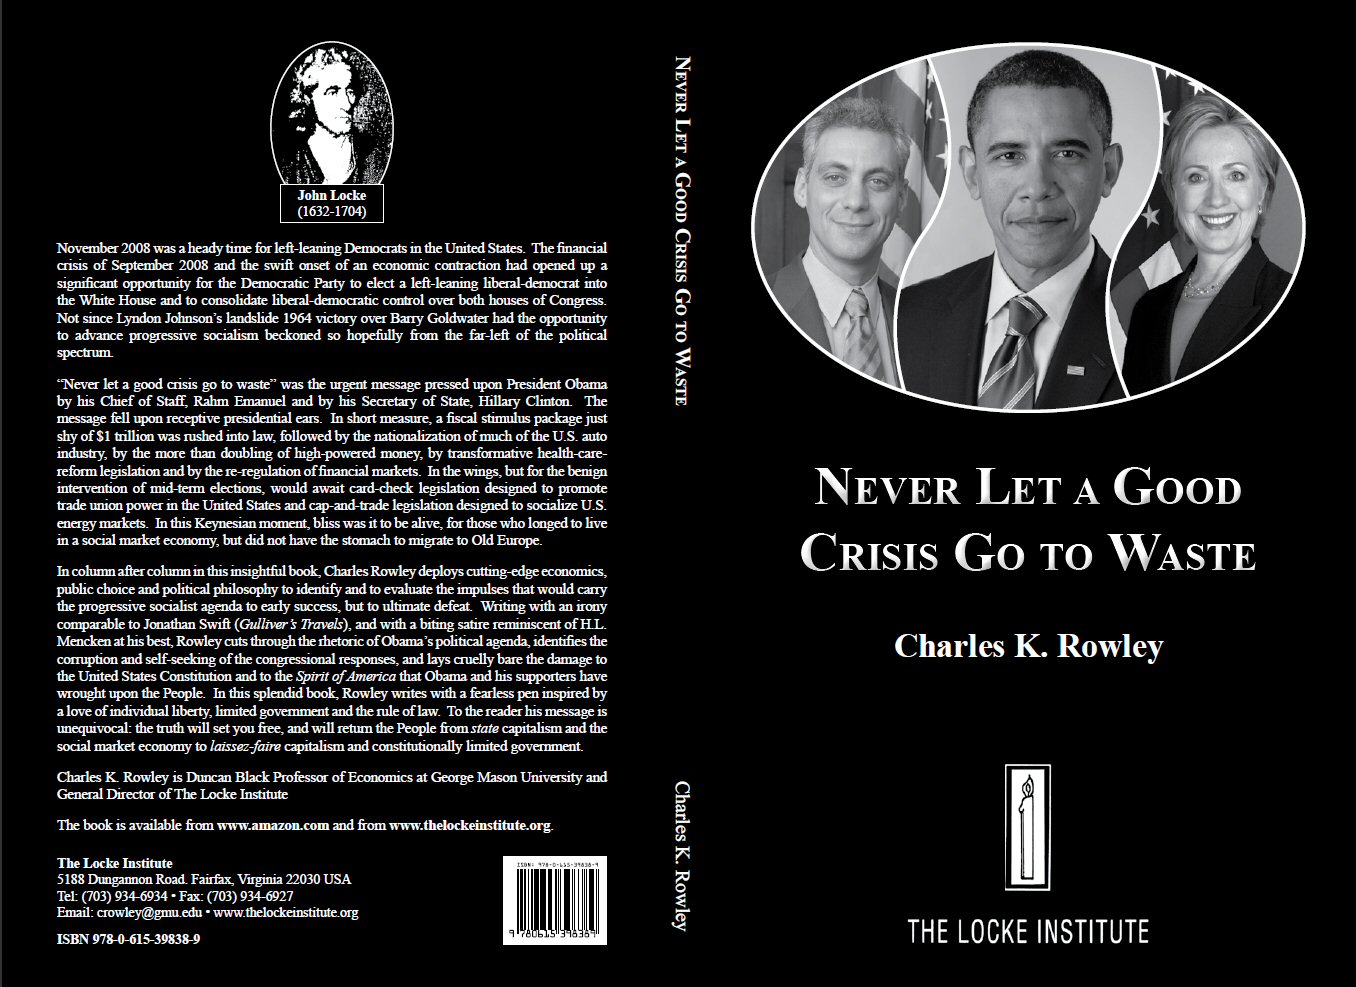 John Locke
(1632-1704)
November 2008 was a heady time for left-leaning Democrats in the United States. The financial
crisis of September 2008 and the swift onset of an economic contraction had opened up a
significant opportunity for the Democratic Party to elect a left-leaning liberal-democrat into
the White House and to consolidate liberal-democratic control over both houses of Congress.
Not since Lyndon Johnson's landslide 1964 victory over Barry Goldwater had the opportunity
to advance progressive socialism beckoned so hopefully from the far-left of the political
spectrum.
“Never let a good crisis go to waste” was the urgent message pressed upon President Obama
by his Chief of Staff, Rahm Emanuel and by his Secretary of State, Hillary Clinton. The
message fell upon receptive presidential ears. In short measure, a fiscal stimulus package just
shy of $1 trillion was rushed into law, followed by the nationalization of much of the U.S. auto
industry, by the more than doubling of high-powered money, by transformative health-care-
reform legislation and by the re-regulation of financial markets. In the wings, but for the benign
intervention of mid-term elections, would await card-check legislation designed to promote
trade union power in the United States and cap-and-trade legislation designed to socialize U.S.
energy markets. In this Keynesian moment, bliss was it to be alive, for those who longed to live
in a social market economy, but did not have the stomach to migrate to Old Europe.
In column after column in this insightful book, Charles Rowley deploys cutting-edge economics,
public choice and political philosophy to identify and to evaluate the impulses that would carry
the progressive socialist agenda to early success, but to ultimate defeat. Writing with an irony
comparable to Jonathan Swift (Gulliver's Travels), and with a biting satire reminiscent of H.L.
Mencken at his best, Rowley cuts through the rhetoric of Obama's political agenda, identifies the
corruption and self-seeking of the congressional responses, and lays cruelly bare the damage to
the United States Constitution and to the Spirit of America that Obama and his supporters have
wrought upon the People. In this splendid book, Rowley writes with a fearless pen inspired by
a love of individual liberty, limited government and the rule of law. To the reader his message is
unequivocal: the truth will set you free, and will return the People from state capitalism and the
social market economy to laissez-faire capitalism and constitutionally limited government.
Charles K. Rowley is Duncan Black Professor of Economics at George Mason University and
General Director of The Locke Institute
The book is available from www.amazon.com and from www.thelockeinstitute.org.
The Locke Institute
5188 Dungannon Road. Fairfax, Virginia 22030 USA
Tel: (703) 934-6934 • Fax: (703) 934-6927
Email: crowley@gmu.edu • www.thelockeinstitute.org
ISBN 978-0-615-39838-9
ISBN: 978-0-615-39838-9
9 780615 398389
NEVER LET A GOOD CRISIS GO TO WASTE
Charles K. Rowley
NEVER LET A GOOD
CRISIS GO TO WASTE
Charles K. Rowley
THE LOCKE INSTITUTE